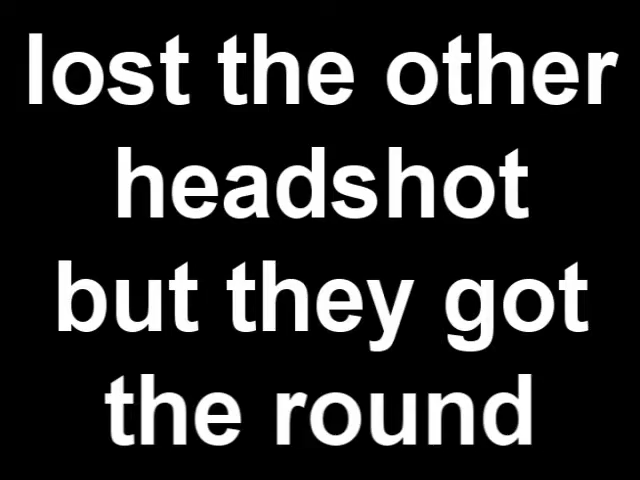 lost the other
headshot
but they got
the round